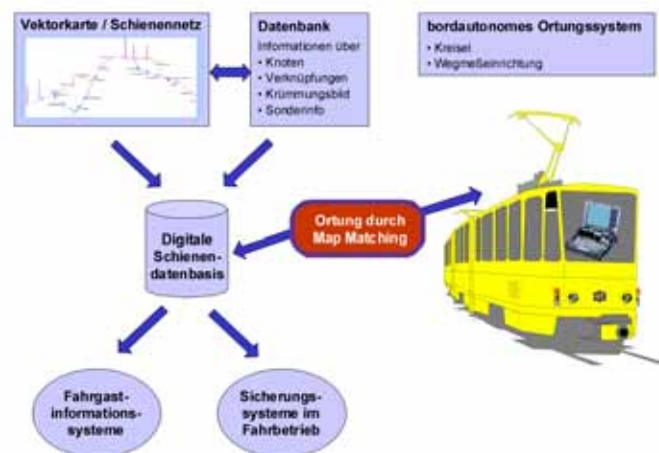 Vektorkarte / Schienennetz
Datenbank
Informationen über
• Knoten
• Verknüpfungen
• Krümmungsbild
• Sonderinfo
bordautonomes Ortungssystem
• Kreisel
• Wegmeßeinrichtung
Ortung durch
Map Matching
Digitale
Schienen-
datenbasis
Fahrgast-
informations-
systeme
Sicherungs-
systeme im
Fahrbetrieb